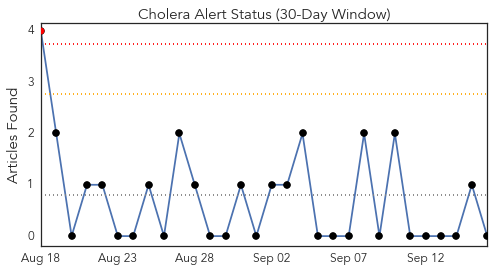 Cholera Alert Status (30-Day Window)
Articles Found
4
3
2
1
0
Aug 18 Aug 23 Aug 28 Sep 02 Sep 07 Sep 12